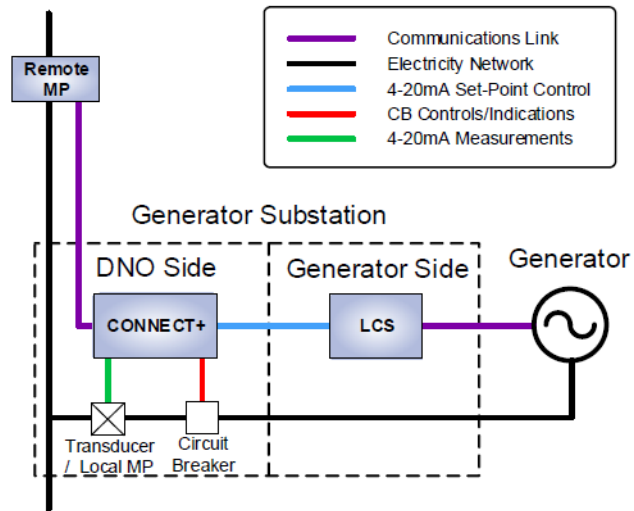 Remote
MP
Communications Link
Electricity Network
4-20mA Set-Point Control
CB Controls/Indications
4-20mA Measurements
Generator Substation
DNO Side
Generator Side
Generator
CONNECT+
LCS
Transducer
/ Local MP
Circuit
Breaker